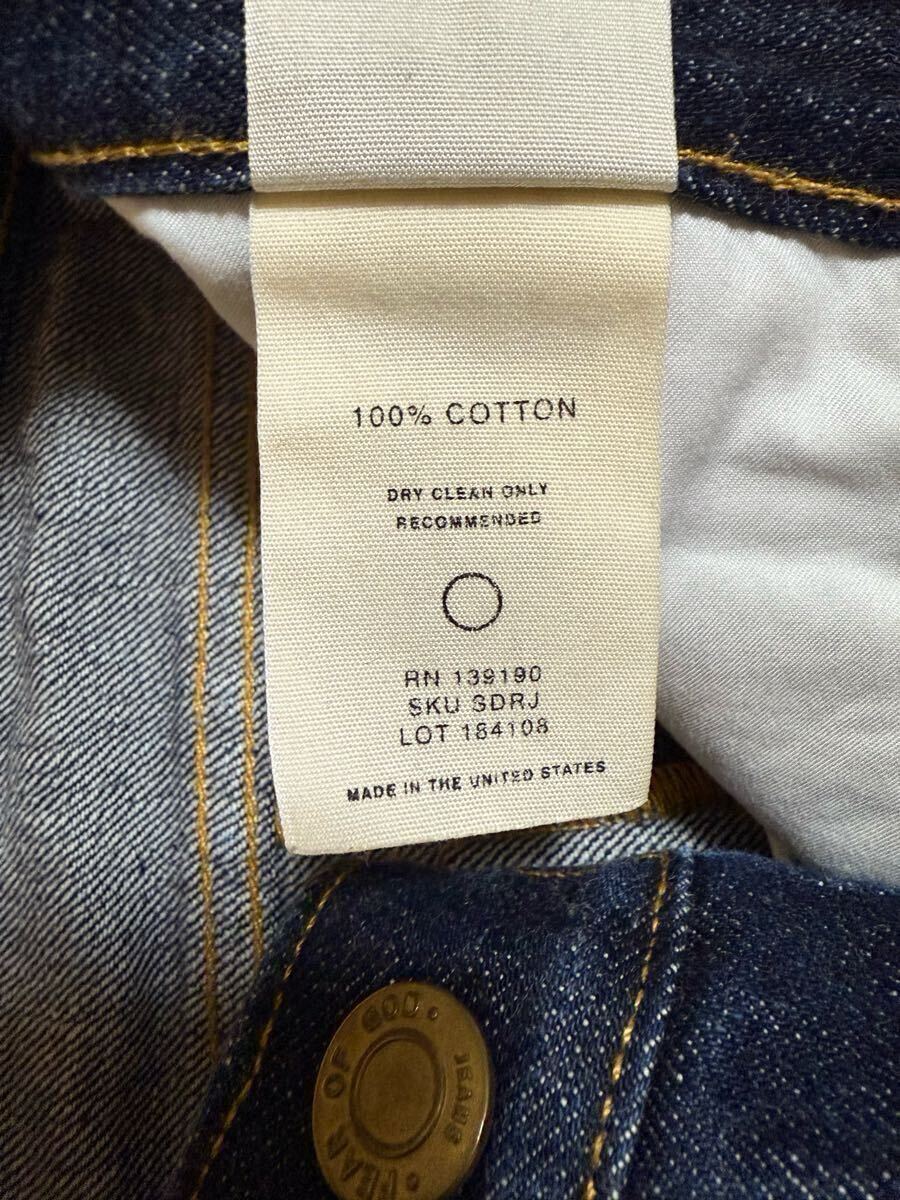 100% COTTON
DRY CLEAN ONLY
RECOMMENDED
RN 139190
SKU SDRJ
LOT 184108
MADE IN THE UNITED STATES
FEAR OF GOD
JEANS